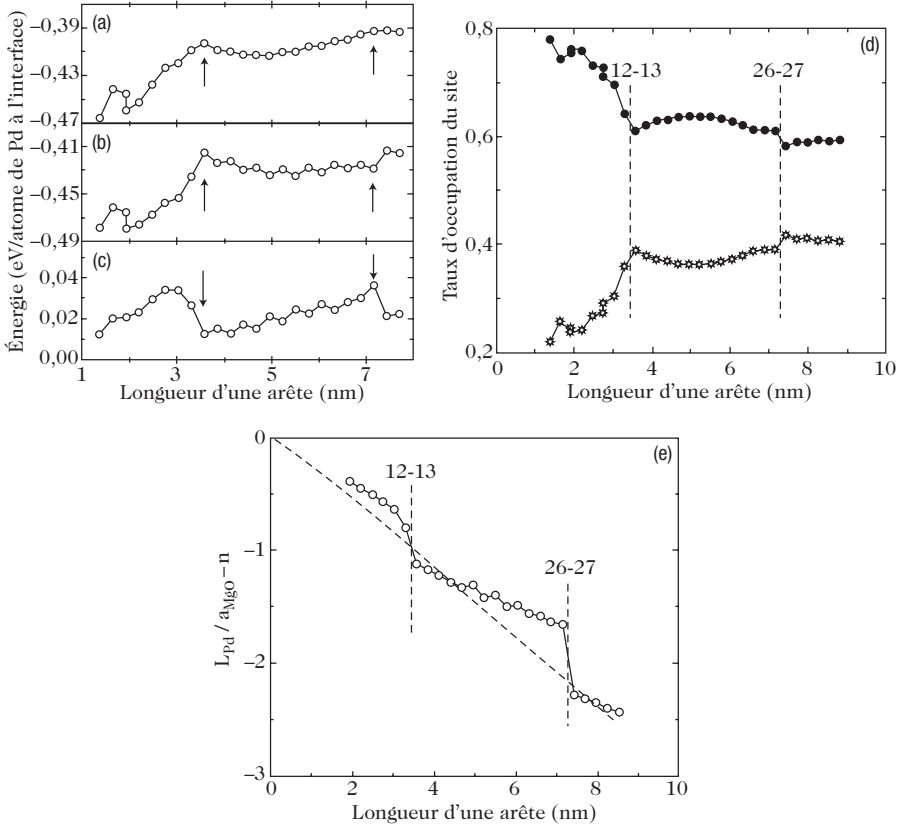 (a)
−0,39
−0,43
−0,47
(b)
−0,41
−0,45
−0,49
(c)
0,04
0,02
0,00
1 3 5 7
Énergie (eV/atome de Pd à l'interface)
Longueur d'une arête (nm)
(d)
0,8
0,6
0,4
0,2
12-13
26-27
0 2 4 6 8 10
Taux d'occupation du site
Longueur d'une arête (nm)
(e)
0
−1
−2
−3
12-13
26-27
0 2 4 6 8 10
L_Pd / a_MgO − n
Longueur d'une arête (nm)